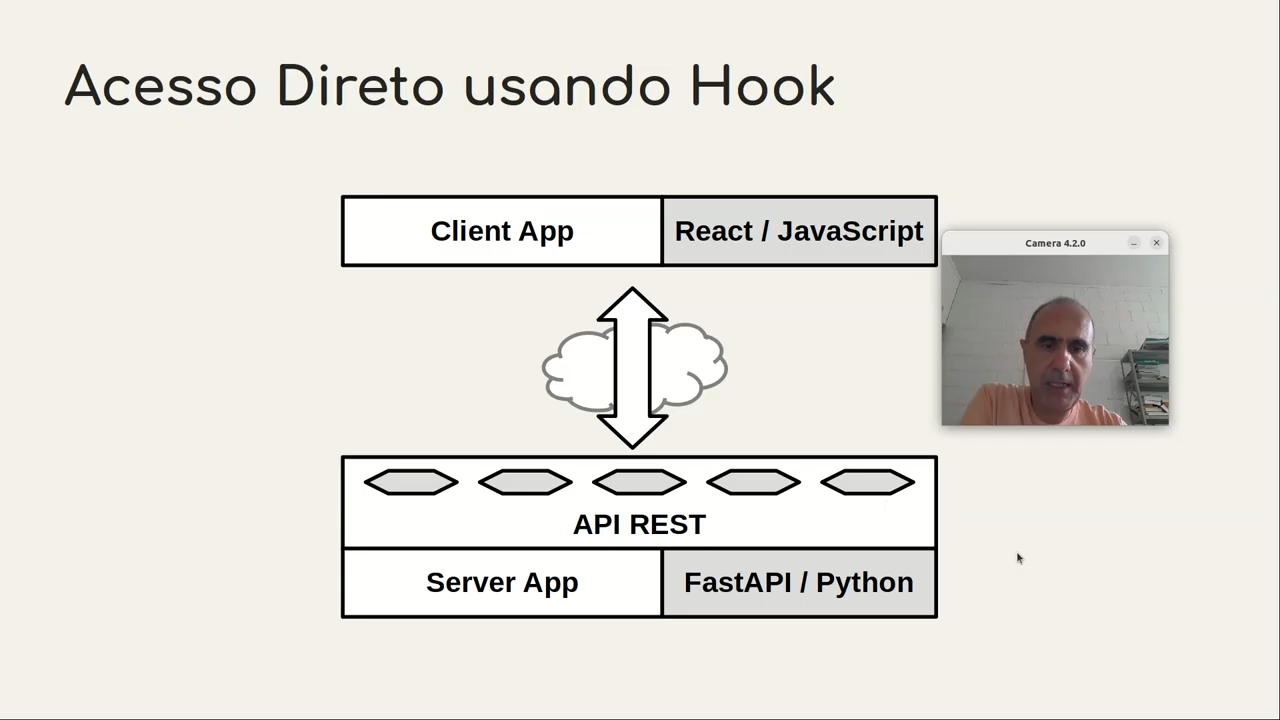 Acesso Direto usando Hook
Client App
React / JavaScript
Camera 4.2.0
API REST
Server App
FastAPI / Python